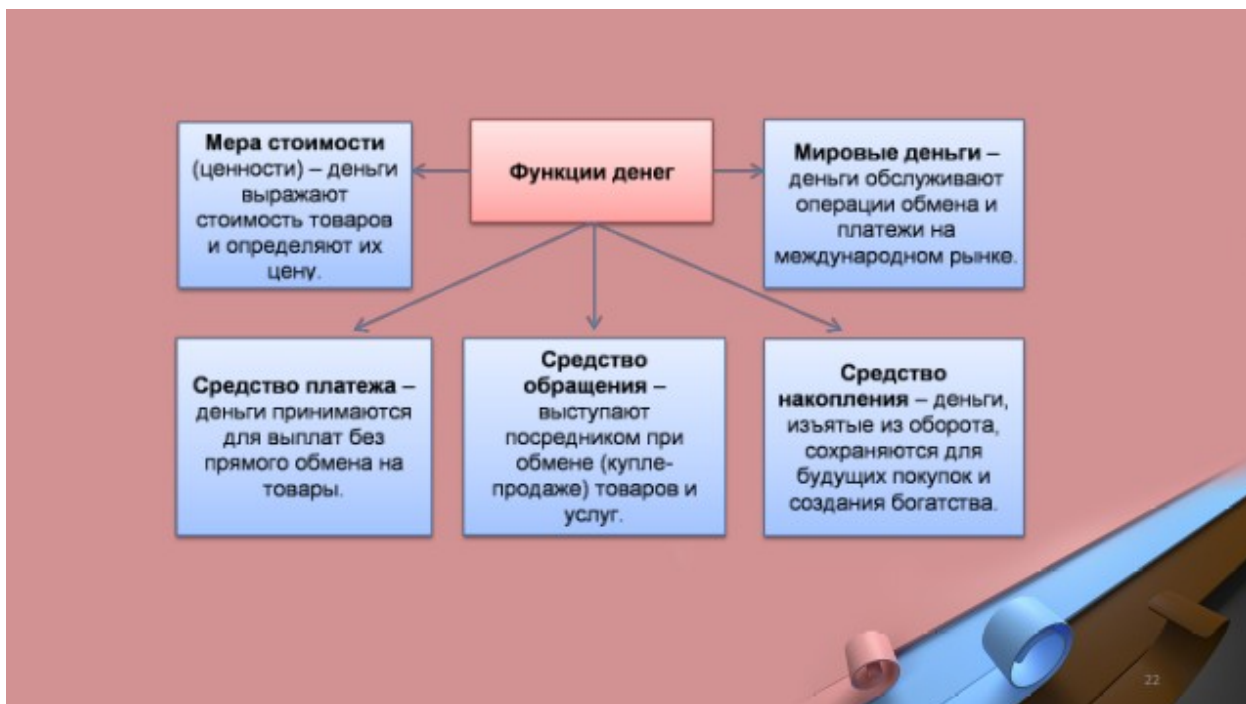 Мера стоимости
(ценности) – деньги
выражают
стоимость товаров
и определяют их
цену.
Функции денег
Мировые деньги –
деньги обслуживают
операции обмена и
платежи на
международном рынке.
Средство платежа –
деньги принимаются
для выплат без
прямого обмена на
товары.
Средство
обращения –
выступают
посредником при
обмене (купле-
продаже) товаров и
услуг.
Средство
накопления – деньги,
изъятые из оборота,
сохраняются для
будущих покупок и
создания богатства.
22